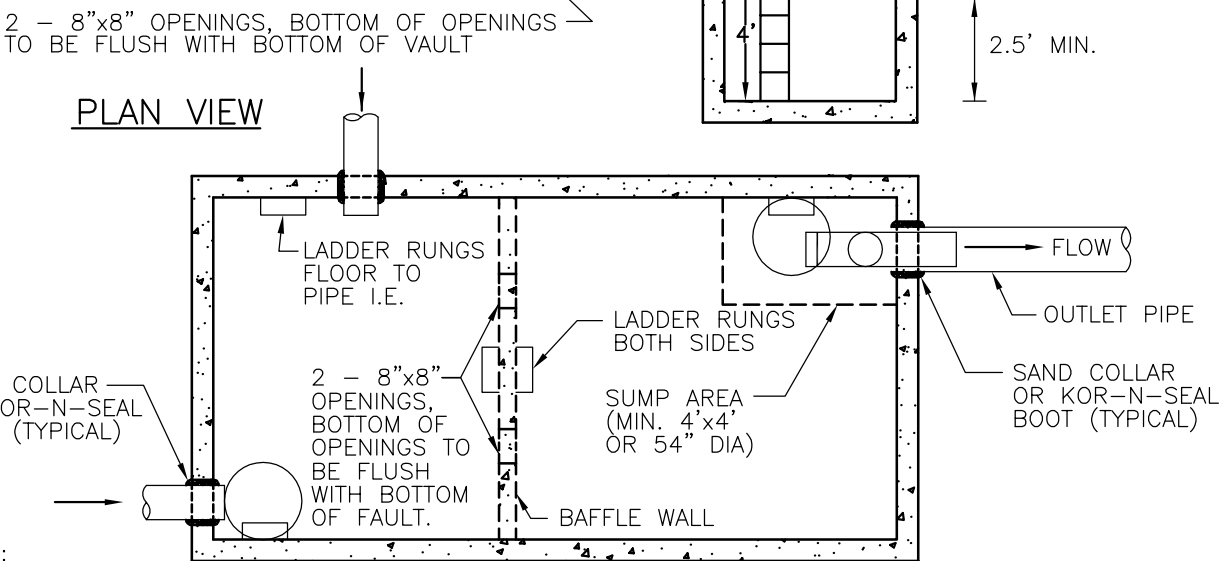 2 – 8”x8” OPENINGS, BOTTOM OF OPENINGS
TO BE FLUSH WITH BOTTOM OF VAULT
4'
2.5' MIN.
PLAN VIEW
LADDER RUNGS
FLOOR TO
PIPE I.E.
FLOW
OUTLET PIPE
LADDER RUNGS
BOTH SIDES
SAND COLLAR
OR KOR–N–SEAL
BOOT (TYPICAL)
COLLAR
OR–N–SEAL
(TYPICAL)
2 – 8”x8”
OPENINGS,
BOTTOM OF
OPENINGS TO
BE FLUSH
WITH BOTTOM
OF FAULT.
SUMP AREA
(MIN. 4'x4'
OR 54” DIA)
BAFFLE WALL
: